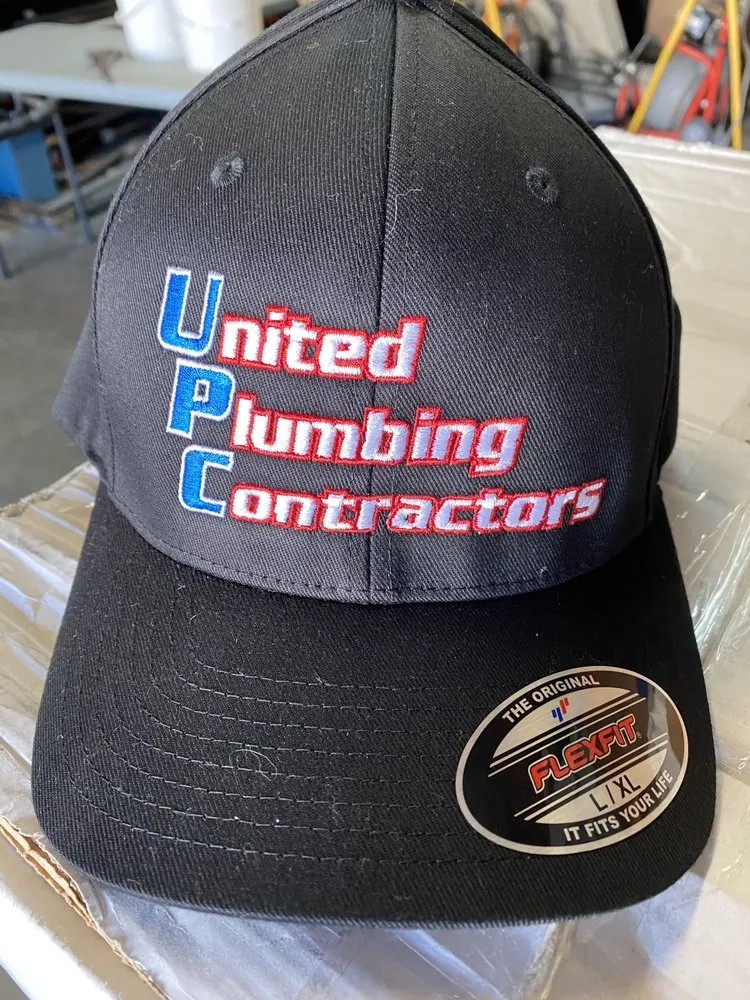 United
Plumbing
Contractors
THE ORIGINAL
FLEXFIT
L/XL
IT FITS YOUR LIFE